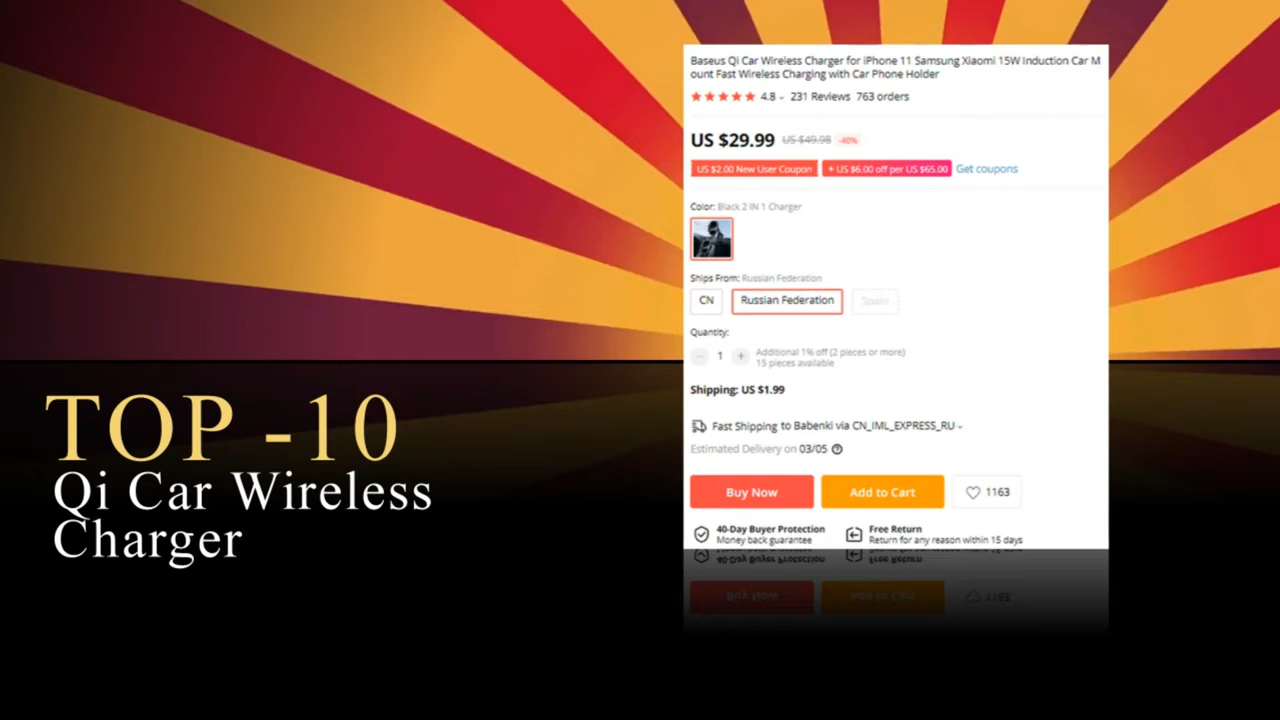 Baseus Qi Car Wireless Charger for iPhone 11 Samsung Xiaomi 15W Induction Car M
ount Fast Wireless Charging with Car Phone Holder
4.8 231 Reviews 763 orders
US $29.99 US $49.98 -40%
US $2.00 New User Coupon + US $6.00 off per US $65.00 Get coupons
Color: Black 2 IN 1 Charger
Ships From: Russian Federation
CN Russian Federation Spain
Quantity:
- 1 + Additional 1% off (2 pieces or more)
15 pieces available
Shipping: US $1.99
Fast Shipping to Babenki via CN_IML_EXPRESS_RU
Estimated Delivery on 03/05
Buy Now Add to Cart 1163
40-Day Buyer Protection
Money back guarantee
Free Return
Return for any reason within 15 days
TOP -10
Qi Car Wireless
Charger